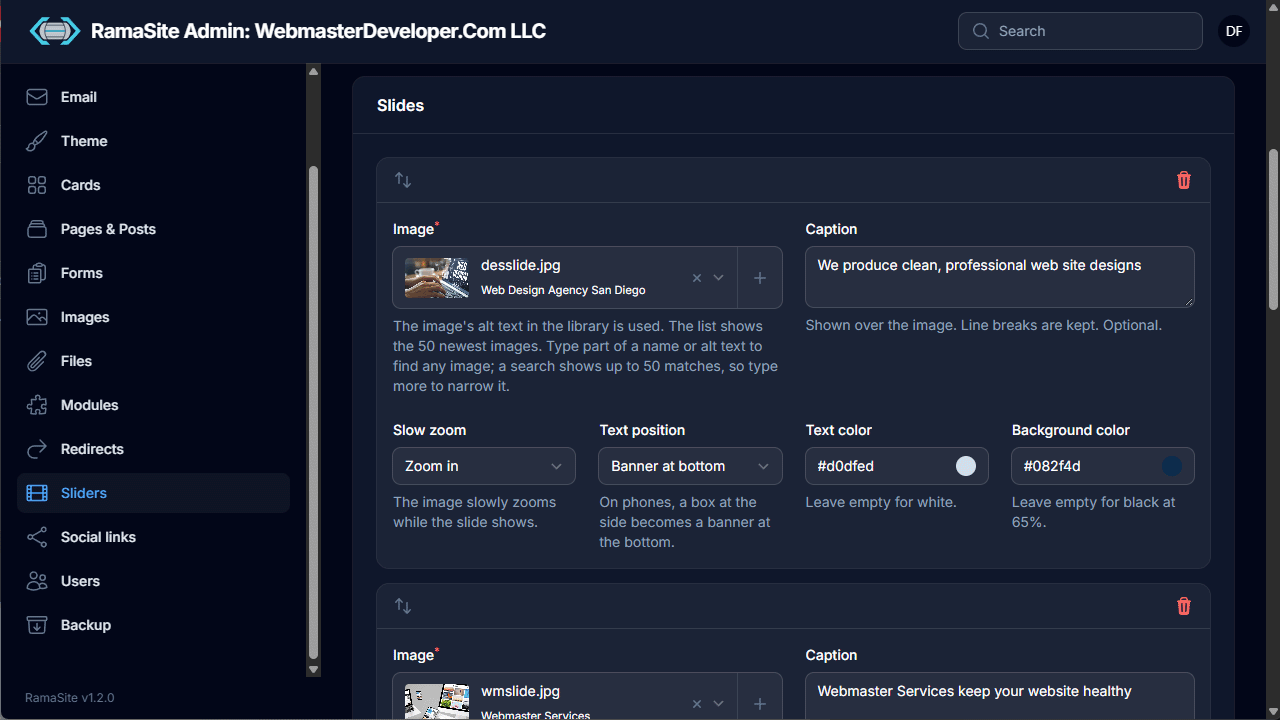 RamaSite Admin: WebmasterDeveloper.Com LLC
Search
DF
Email
Theme
Cards
Pages & Posts
Forms
Images
Files
Modules
Redirects
Sliders
Social links
Users
Backup
RamaSite v1.2.0
Slides
Image*
desslide.jpg
Web Design Agency San Diego
The image's alt text in the library is used. The list shows
the 50 newest images. Type part of a name or alt text to
find any image; a search shows up to 50 matches, so type
more to narrow it.
Caption
We produce clean, professional web site designs
Shown over the image. Line breaks are kept. Optional.
Slow zoom
Zoom in
The image slowly zooms
while the slide shows.
Text position
Banner at bottom
On phones, a box at the
side becomes a banner at
the bottom.
Text color
#d0dfed
Leave empty for white.
Background color
#082f4d
Leave empty for black at
65%.
Image*
wmslide.jpg
Webmaster Services
Caption
Webmaster Services keep your website healthy